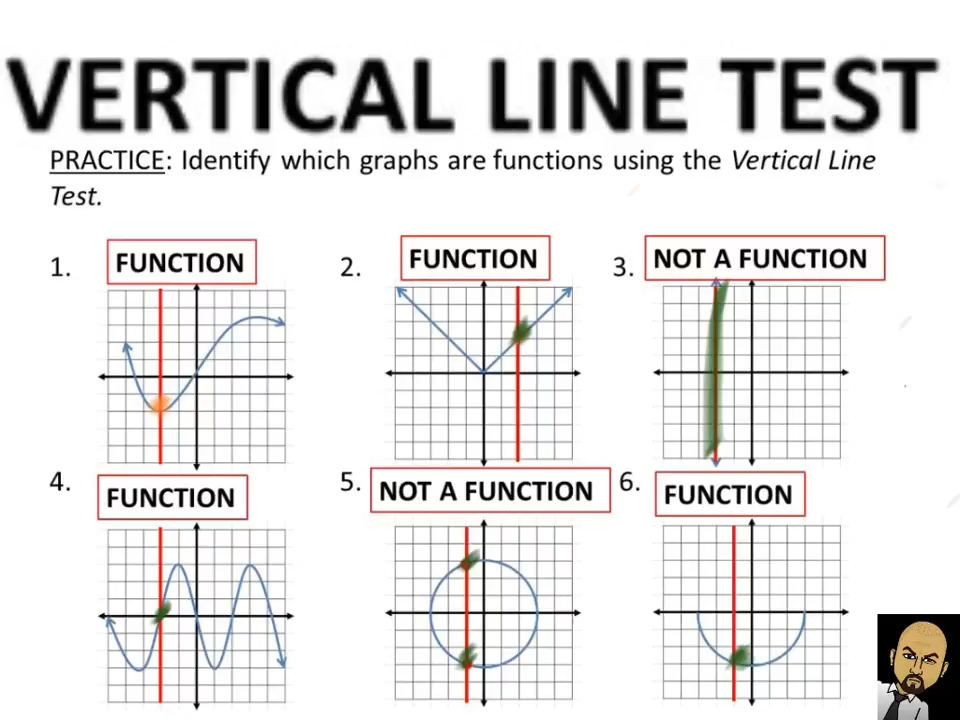 VERTICAL LINE TEST
PRACTICE: Identify which graphs are functions using the Vertical Line
Test.
1. FUNCTION
2. FUNCTION
3. NOT A FUNCTION
4. FUNCTION
5. NOT A FUNCTION
6. FUNCTION